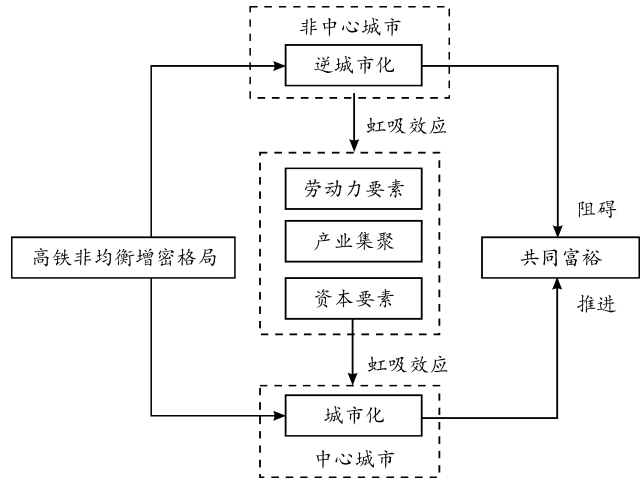 非中心城市
逆城市化
虹吸效应
劳动力要素
产业集聚
资本要素
高铁非均衡增密格局
阻碍
共同富裕
推进
虹吸效应
城市化
中心城市